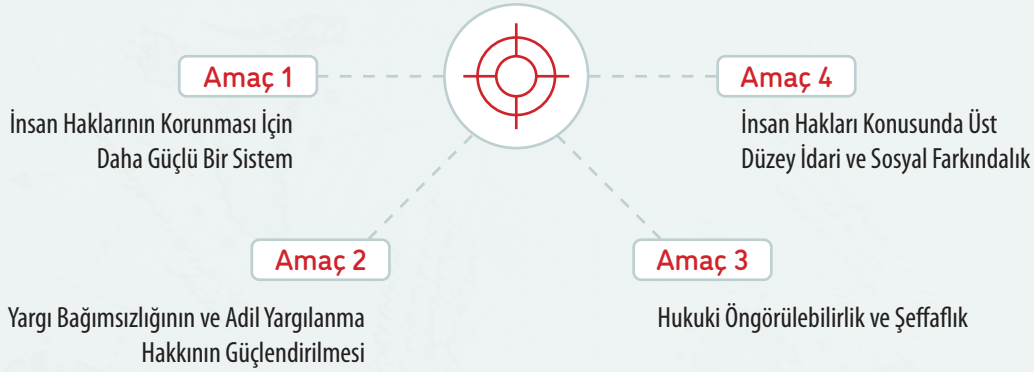 Amaç 1
İnsan Haklarının Korunması İçin
Daha Güçlü Bir Sistem
Amaç 2
Yargı Bağımsızlığının ve Adil Yargılanma
Hakkının Güçlendirilmesi
Amaç 3
Hukuki Öngörülebilirlik ve Şeffaflık
Amaç 4
İnsan Hakları Konusunda Üst
Düzey İdari ve Sosyal Farkındalık